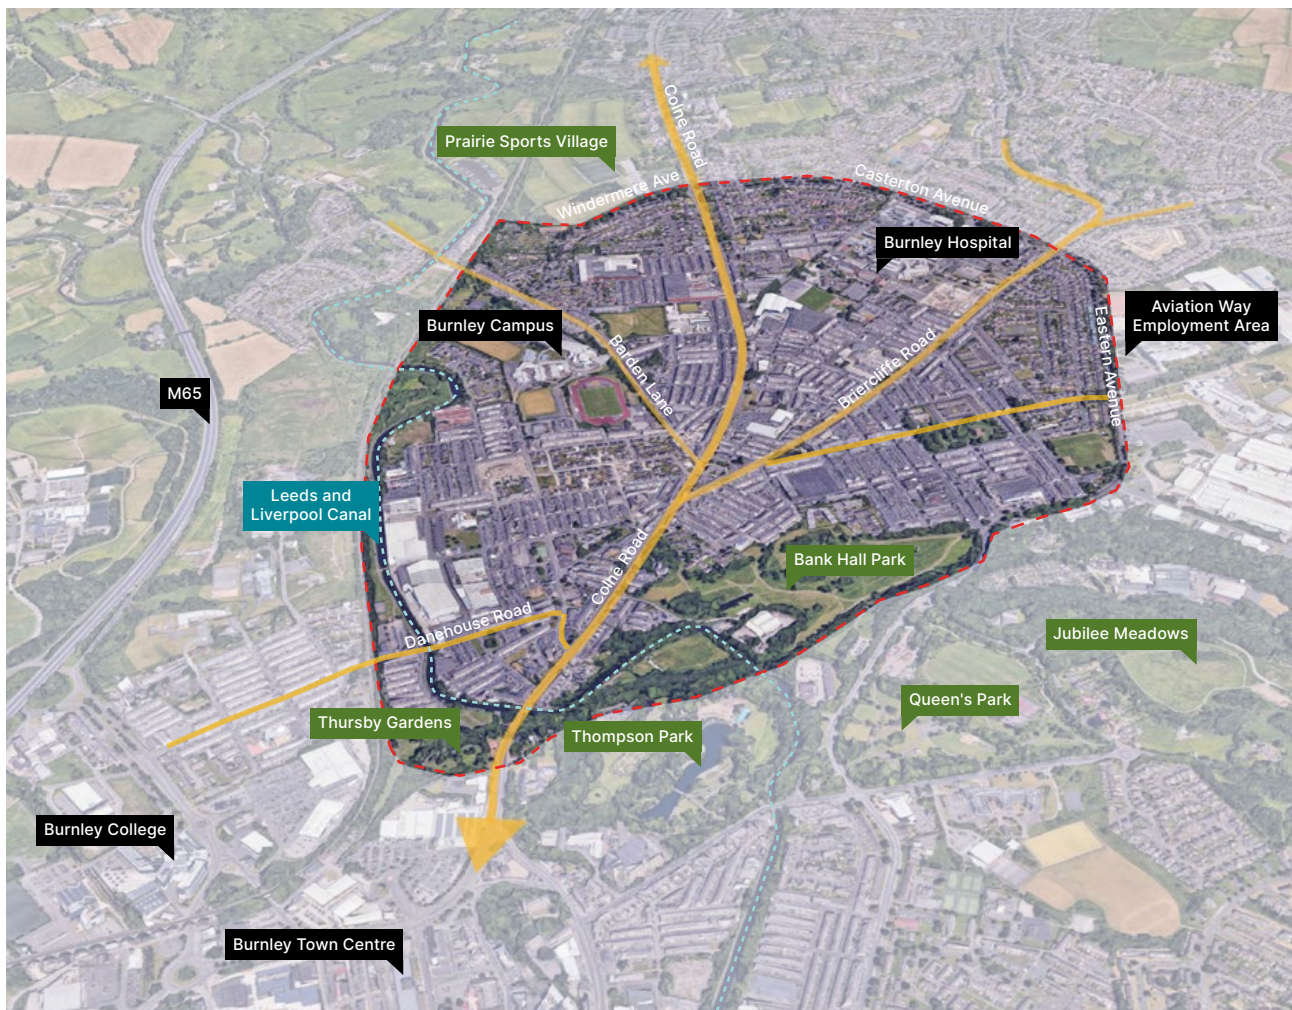 Colne Road
Prairie Sports Village
Windermere Ave
Casterton Avenue
Burnley Hospital
Aviation Way
Employment Area
Burnley Campus
Barden Lane
Briercliffe Road
Eastern Avenue
M65
Leeds and
Liverpool Canal
Colne Road
Bank Hall Park
Danehouse Road
Jubilee Meadows
Queen's Park
Thursby Gardens
Thompson Park
Burnley College
Burnley Town Centre